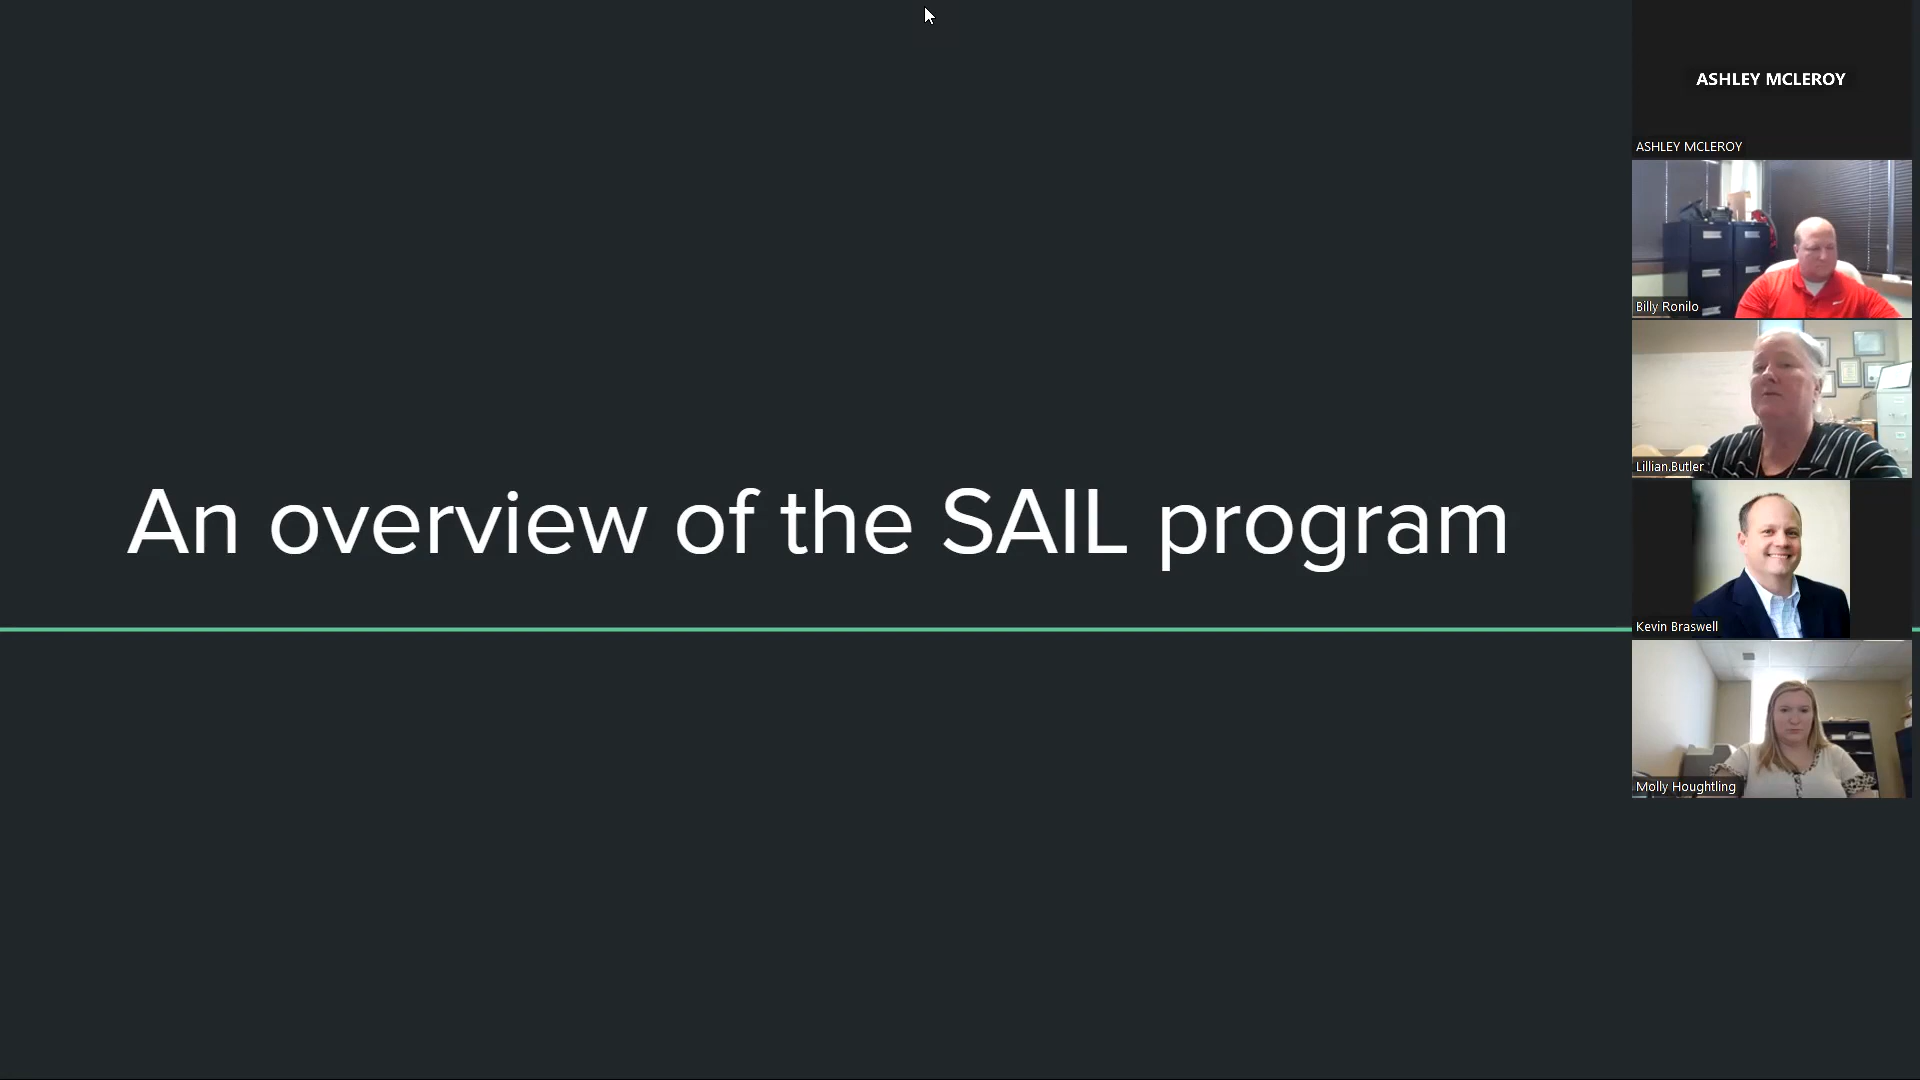 An overview of the SAIL program
ASHLEY MCLEROY
ASHLEY MCLEROY
Billy Ronilo
Lillian.Butler
Kevin Braswell
Molly Houghtling